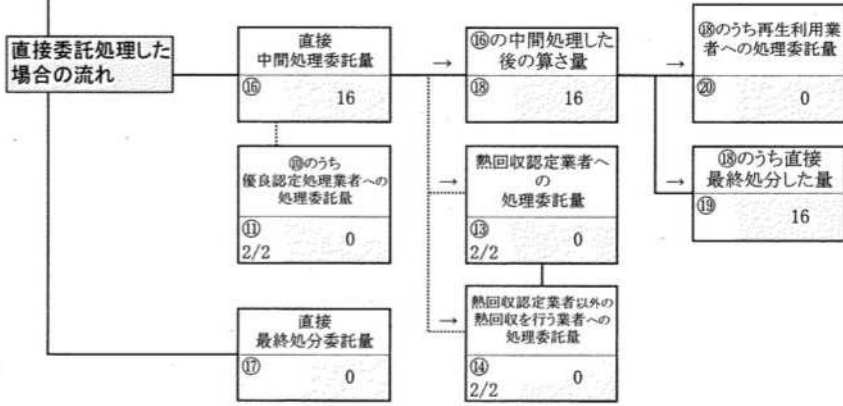 直接委託処理した
場合の流れ
直接
中間処理委託量
⑯
16
→
⑯の中間処理した
後の算さ量
⑱
16
→
⑱のうち再生利用業
者への処理委託量
⑳
0
⑩のうち
優良認定処理業者への
処理委託量
⑪
2/2
0
→
熱回収認定業者へ
の
処理委託量
⑬
2/2
0
→
⑱のうち直接
最終処分した量
⑲
16
直接
最終処分委託量
⑰
0
→
熱回収認定業者以外の
熱回収を行う業者への
処理委託量
⑭
2/2
0